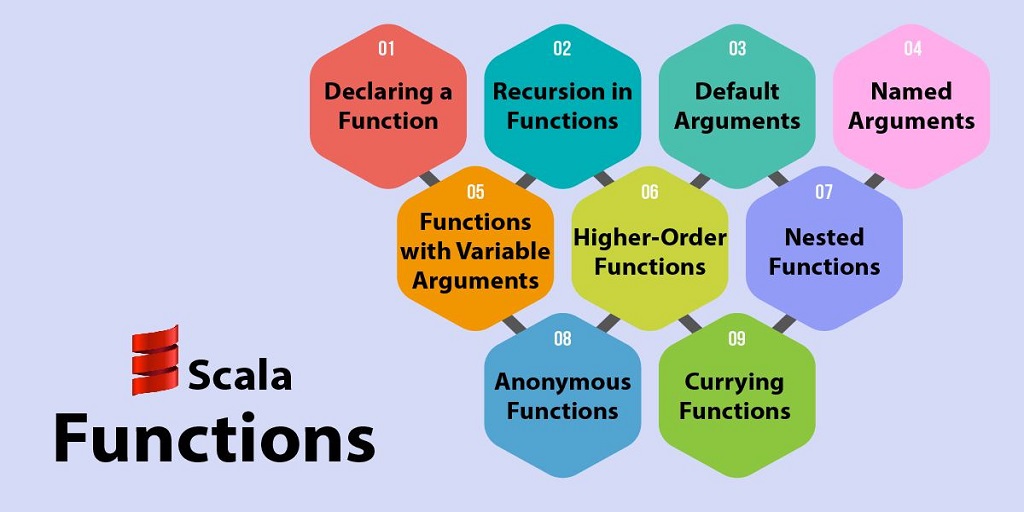 01
Declaring a
Function
02
Recursion in
Functions
03
Default
Arguments
04
Named
Arguments
05
Functions
with Variable
Arguments
06
Higher-Order
Functions
07
Nested
Functions
08
Anonymous
Functions
09
Currying
Functions
Scala
Functions